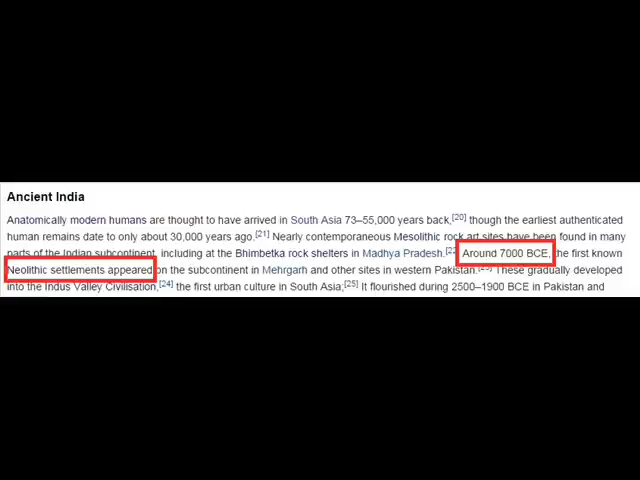 Ancient India
Anatomically modern humans are thought to have arrived in South Asia 73–55,000 years back,[20] though the earliest authenticated
human remains date to only about 30,000 years ago.[21] Nearly contemporaneous Mesolithic rock art sites have been found in many
parts of the Indian subcontinent, including at the Bhimbetka rock shelters in Madhya Pradesh.[22 Around 7000 BCE, the first known
Neolithic settlements appeared on the subcontinent in Mehrgarh and other sites in western Pakistan.[23] These gradually developed
into the Indus Valley Civilisation,[24] the first urban culture in South Asia;[25] It flourished during 2500–1900 BCE in Pakistan and